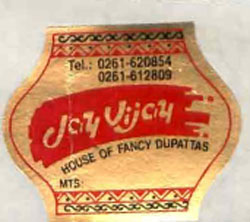 Tel.: 0261-620854
0261-612809
Jay Vijay
HOUSE OF FANCY DUPATTAS
MTS